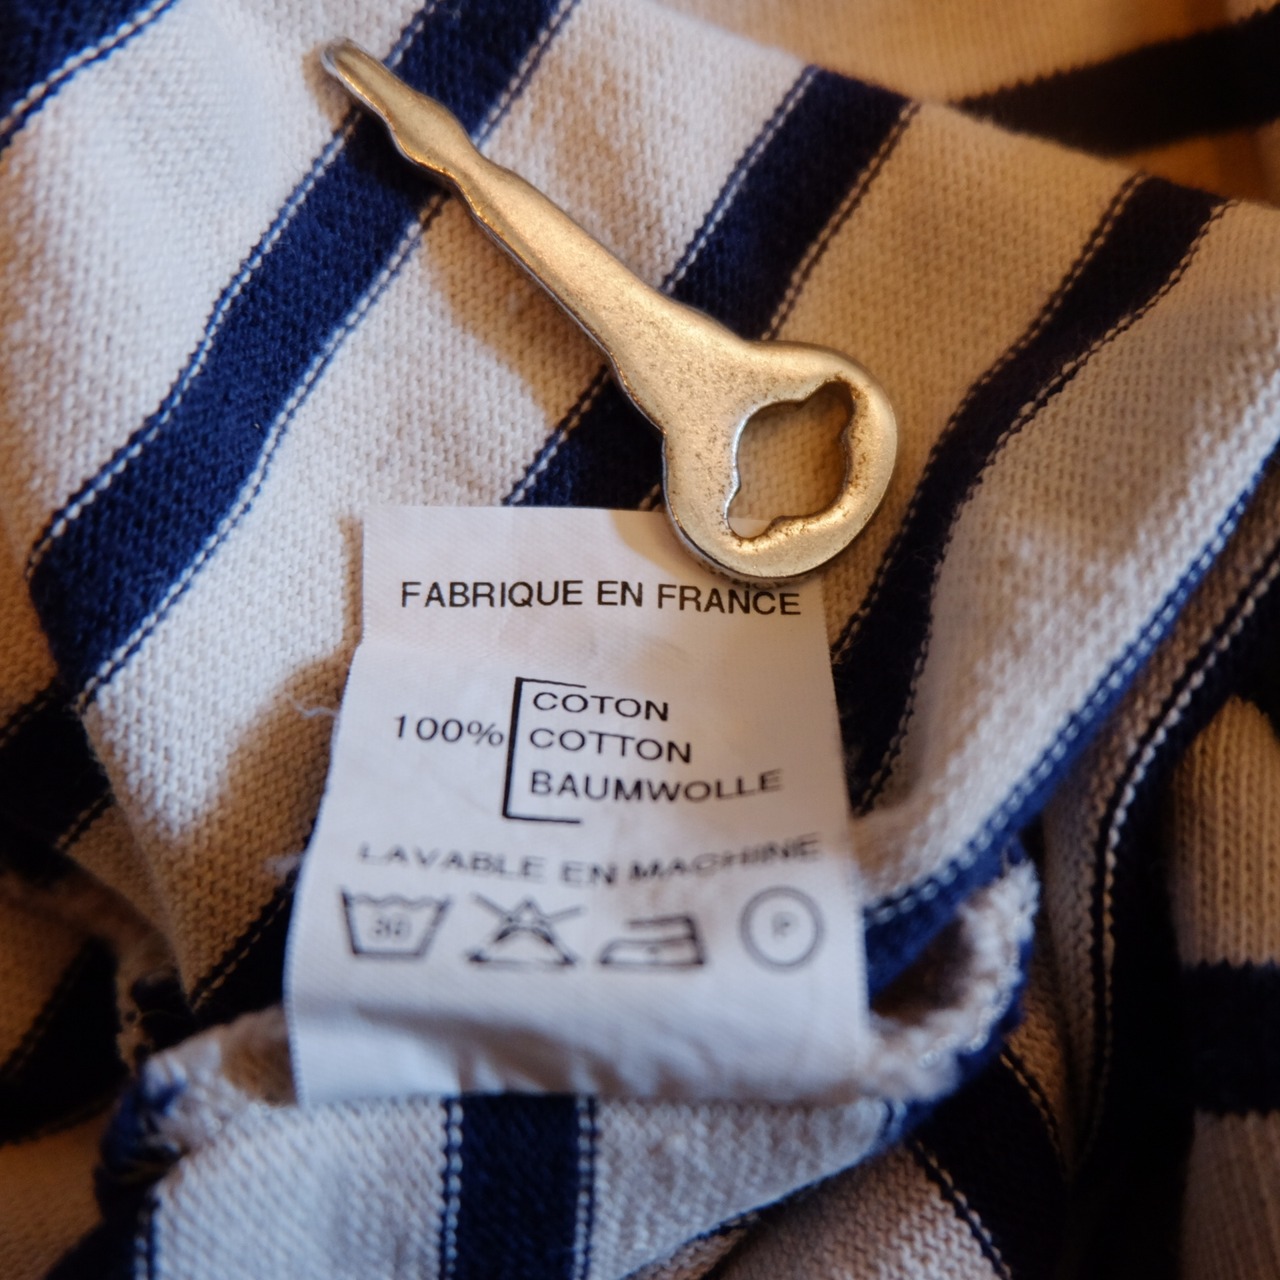 FABRIQUE EN FRANCE
100%
COTON
COTTON
BAUMWOLLE
LAVABLE EN MACHINE
30
P